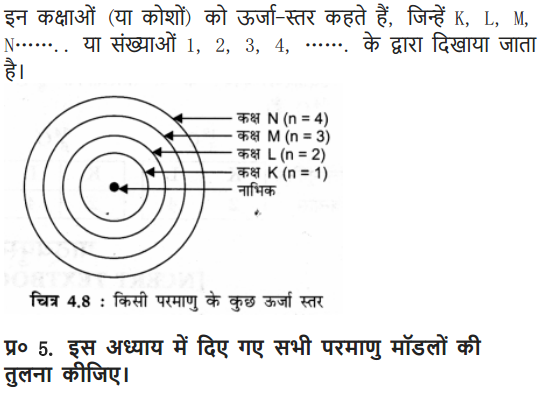 इन कक्षाओं (या कोशों) को ऊर्जा-स्तर कहते हैं, जिन्हें K, L, M,
N……... या संख्याओं 1, 2, 3, 4, ……. के द्वारा दिखाया जाता
है।
कक्ष N (n = 4)
कक्ष M (n = 3)
कक्ष L (n = 2)
कक्ष K (n = 1)
नाभिक
चित्र 4.8 : किसी परमाणु के कुछ ऊर्जा स्तर
प्र० 5. इस अध्याय में दिए गए सभी परमाणु मॉडलों की
तुलना कीजिए।